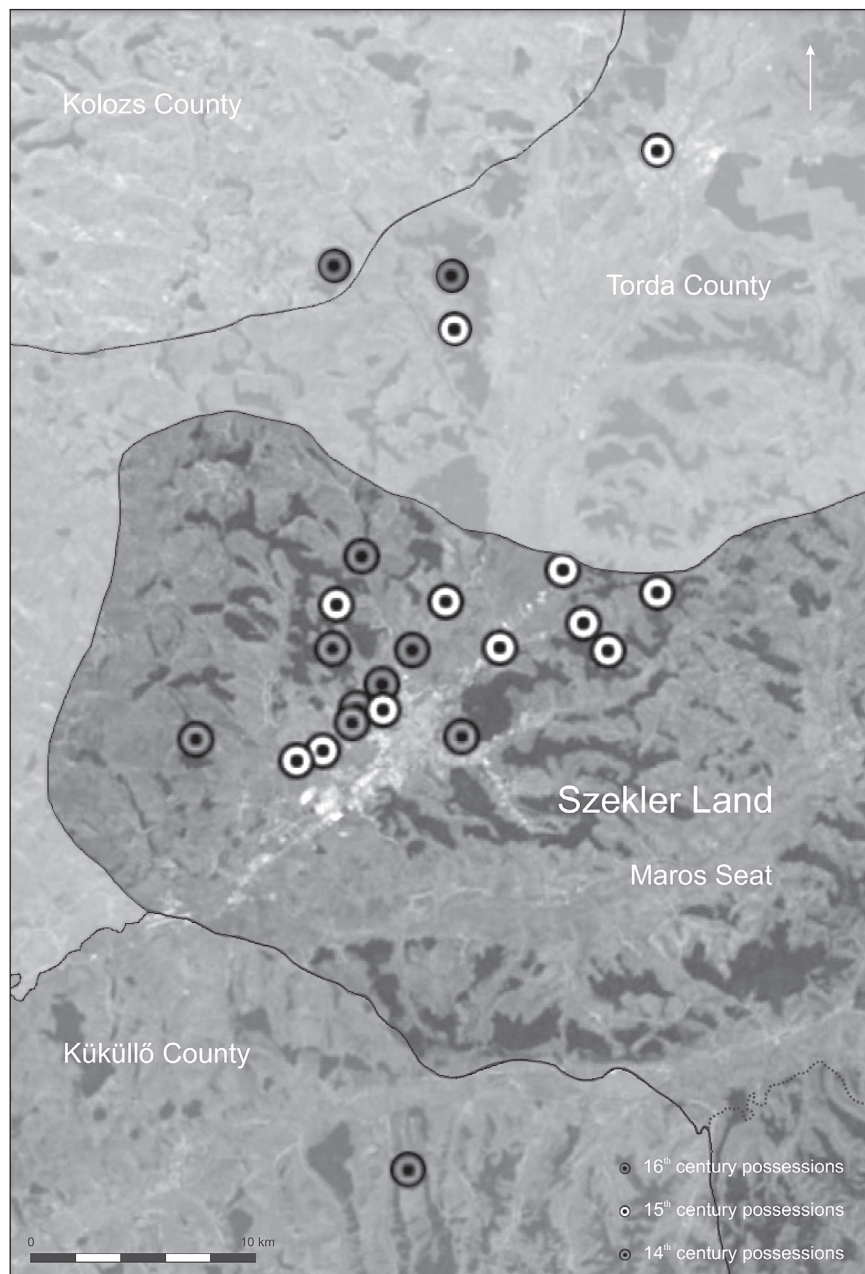 Kolozs County
Torda County
Szekler Land
Maros Seat
Küküllő County
16th century possessions
15th century possessions
14th century possessions
0 10 km